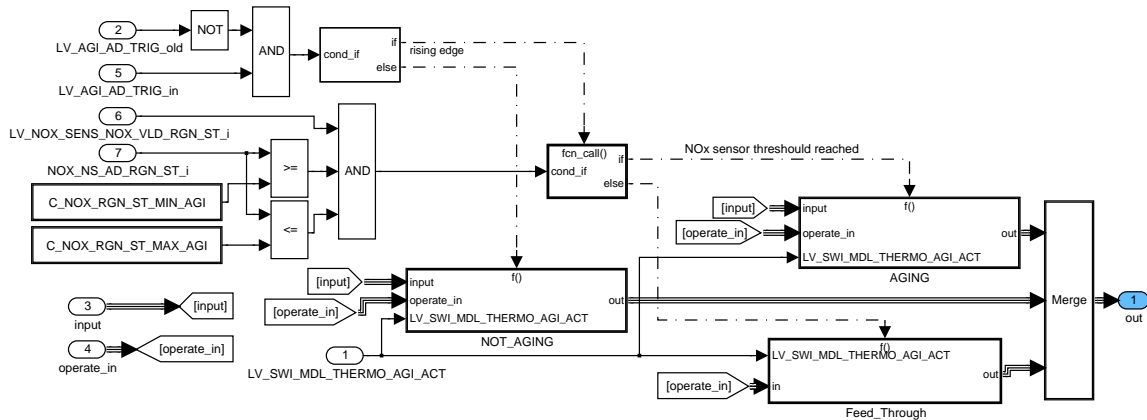 2
NOT
LV_AGI_AD_TRIG_old
AND
cond_if
if
else
rising edge
5
LV_AGI_AD_TRIG_in
6
LV_NOX_SENS_NOX_VLD_RGN_ST_i
7
NOX_NS_AD_RGN_ST_i
>=
AND
C_NOX_RGN_ST_MIN_AGI
<=
C_NOX_RGN_ST_MAX_AGI
fcn_call()
cond_if
if
else
NOx sensor threshould reached
[input]
[operate_in]
f()
input
operate_in
out
LV_SWI_MDL_THERMO_AGI_ACT
AGING
[input]
[operate_in]
f()
input
operate_in
out
LV_SWI_MDL_THERMO_AGI_ACT
NOT_AGING
Merge
1
out
3
input
[input]
4
operate_in
[operate_in]
1
LV_SWI_MDL_THERMO_AGI_ACT
f()
LV_SWI_MDL_THERMO_AGI_ACT
out
[operate_in]
in
Feed_Through